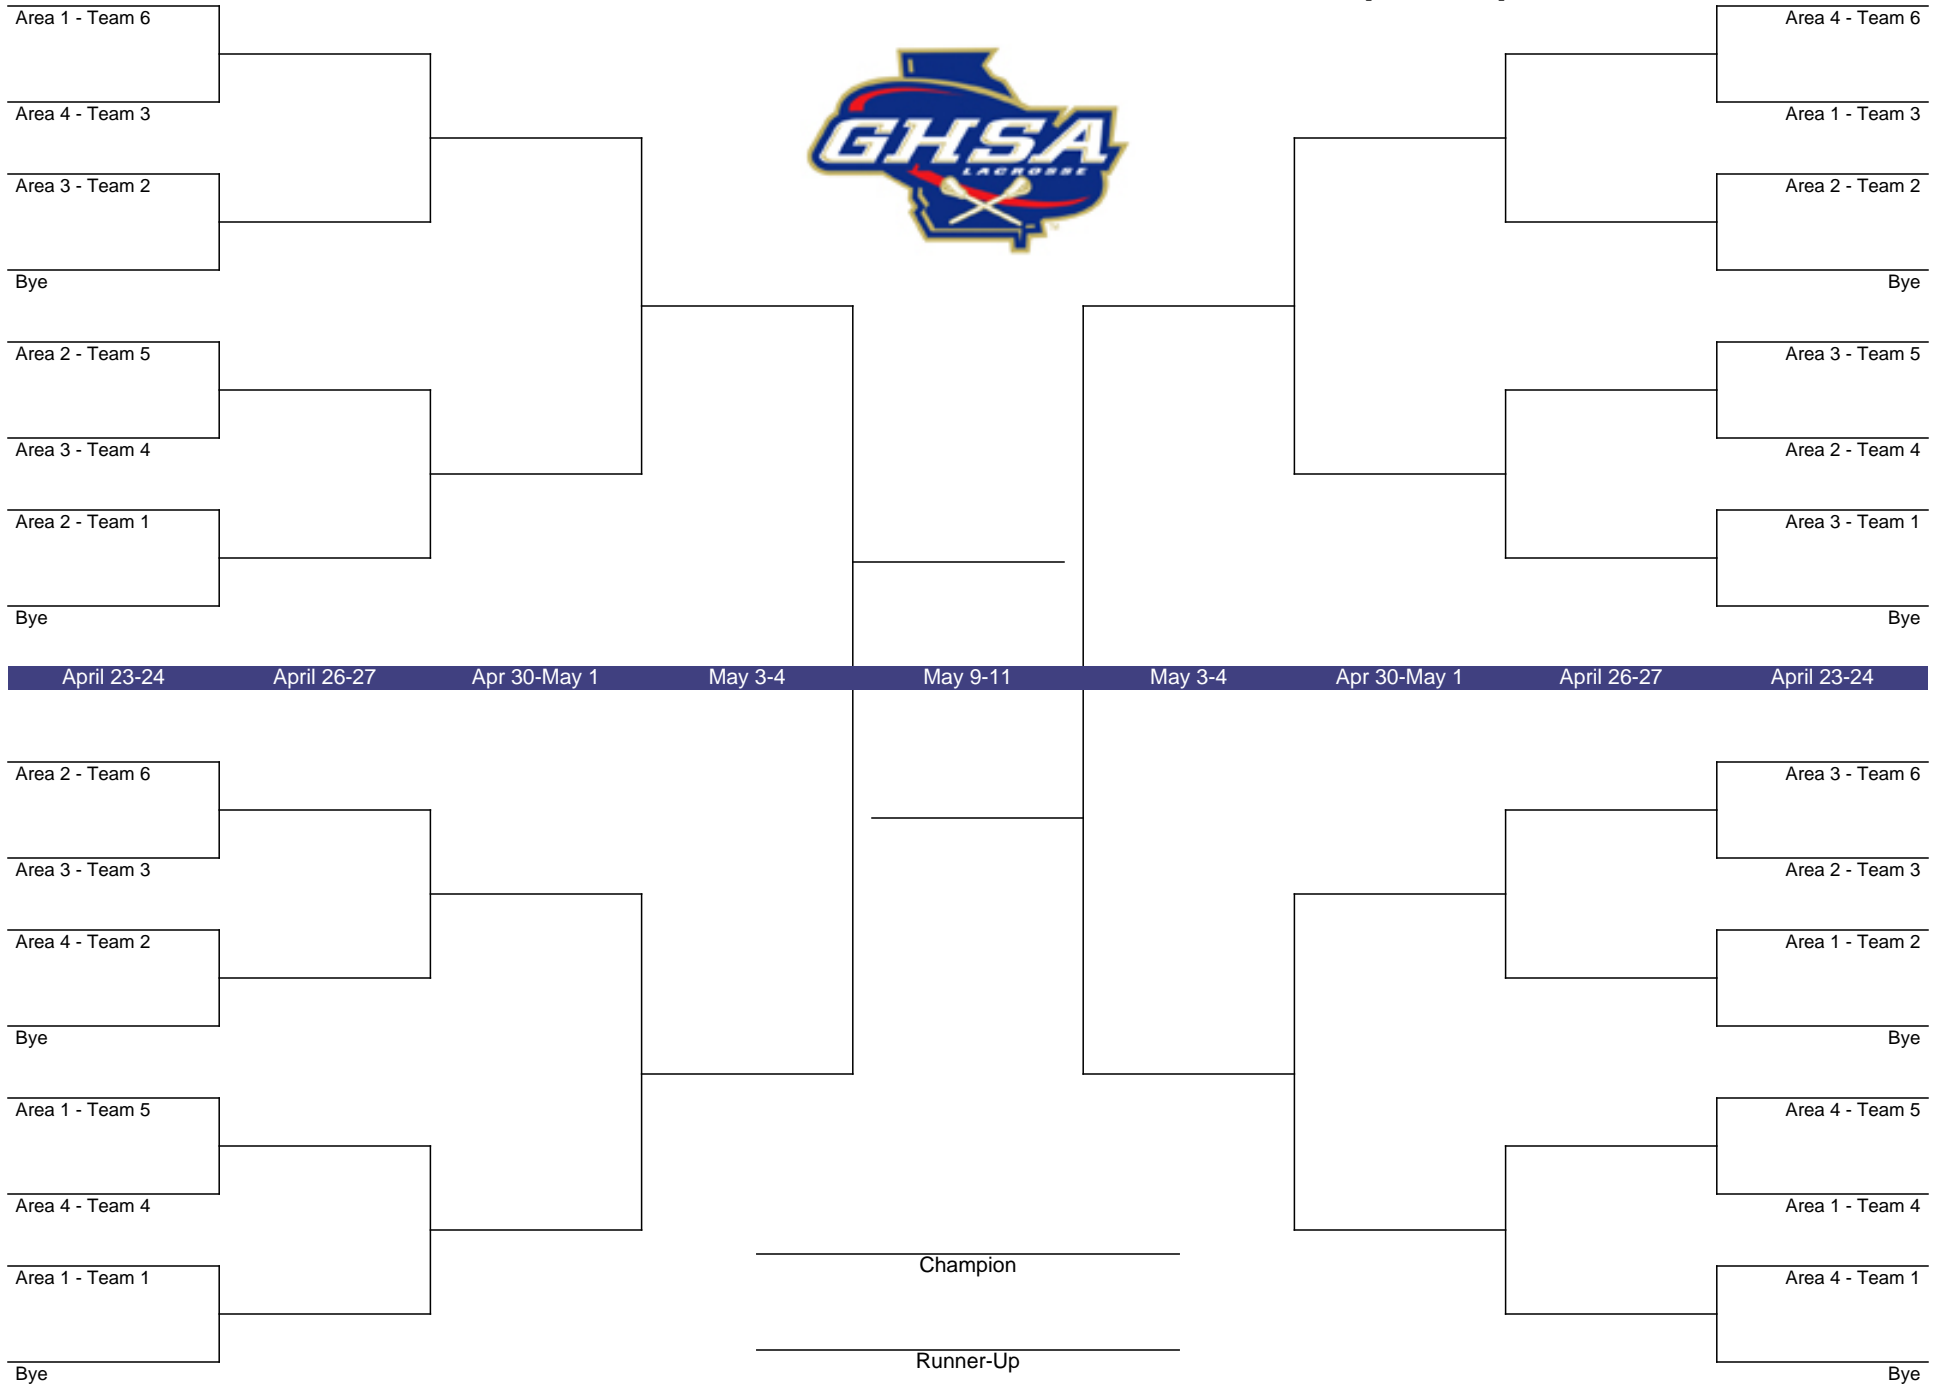 Area 1 - Team 6
Area 4 - Team 3
Area 3 - Team 2
Bye
Area 2 - Team 5
Area 3 - Team 4
Area 2 - Team 1
Bye
GHSA
LACROSSE
Area 4 - Team 6
Area 1 - Team 3
Area 2 - Team 2
Bye
Area 3 - Team 5
Area 2 - Team 4
Area 3 - Team 1
Bye
April 23-24 April 26-27 Apr 30-May 1 May 3-4 May 9-11 May 3-4 Apr 30-May 1 April 26-27 April 23-24
Area 2 - Team 6
Area 3 - Team 3
Area 4 - Team 2
Bye
Area 1 - Team 5
Area 4 - Team 4
Area 1 - Team 1
Bye
Champion
Runner-Up
Area 3 - Team 6
Area 2 - Team 3
Area 1 - Team 2
Bye
Area 4 - Team 5
Area 1 - Team 4
Area 4 - Team 1
Bye